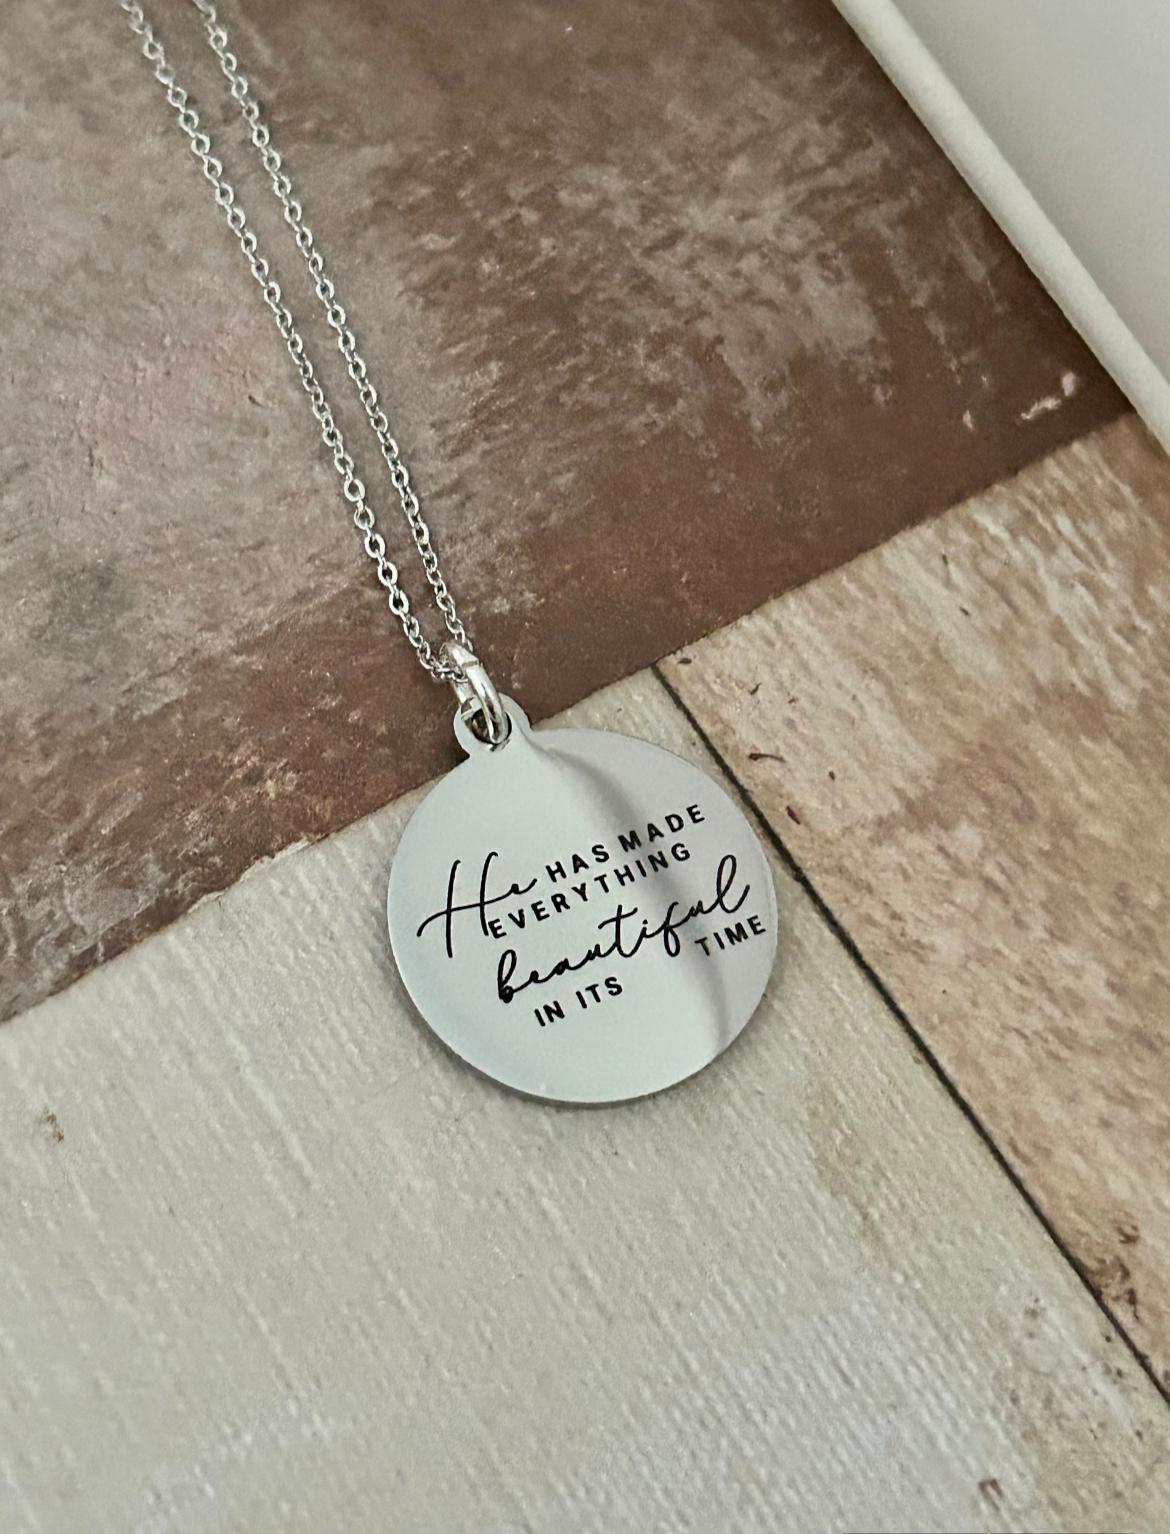 He HAS MADE
EVERYTHING
beautiful
IN ITS TIME